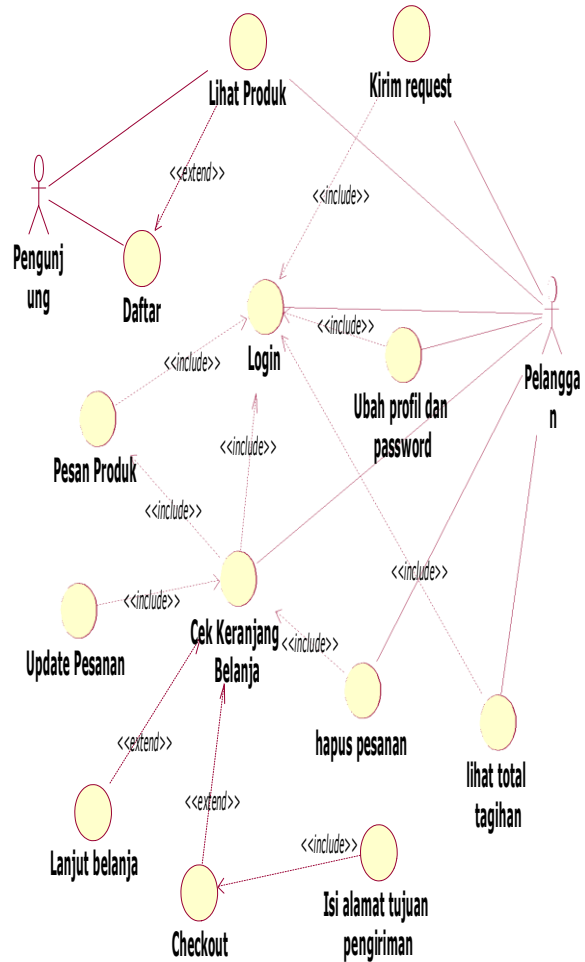 Lihat Produk
Kirim request
<<extend>>
<<include>>
Pengunj
ung
Daftar
Login
<<include>>
Pelangga
n
<<include>>
Ubah profil dan
password
Pesan Produk
<<include>>
<<include>>
<<include>>
<<include>>
Cek Keranjang
Belanja
Update Pesanan
<<include>>
<<extend>>
hapus pesanan
lihat total
tagihan
<<extend>>
<<include>>
Lanjut belanja
Isi alamat tujuan
pengiriman
Checkout